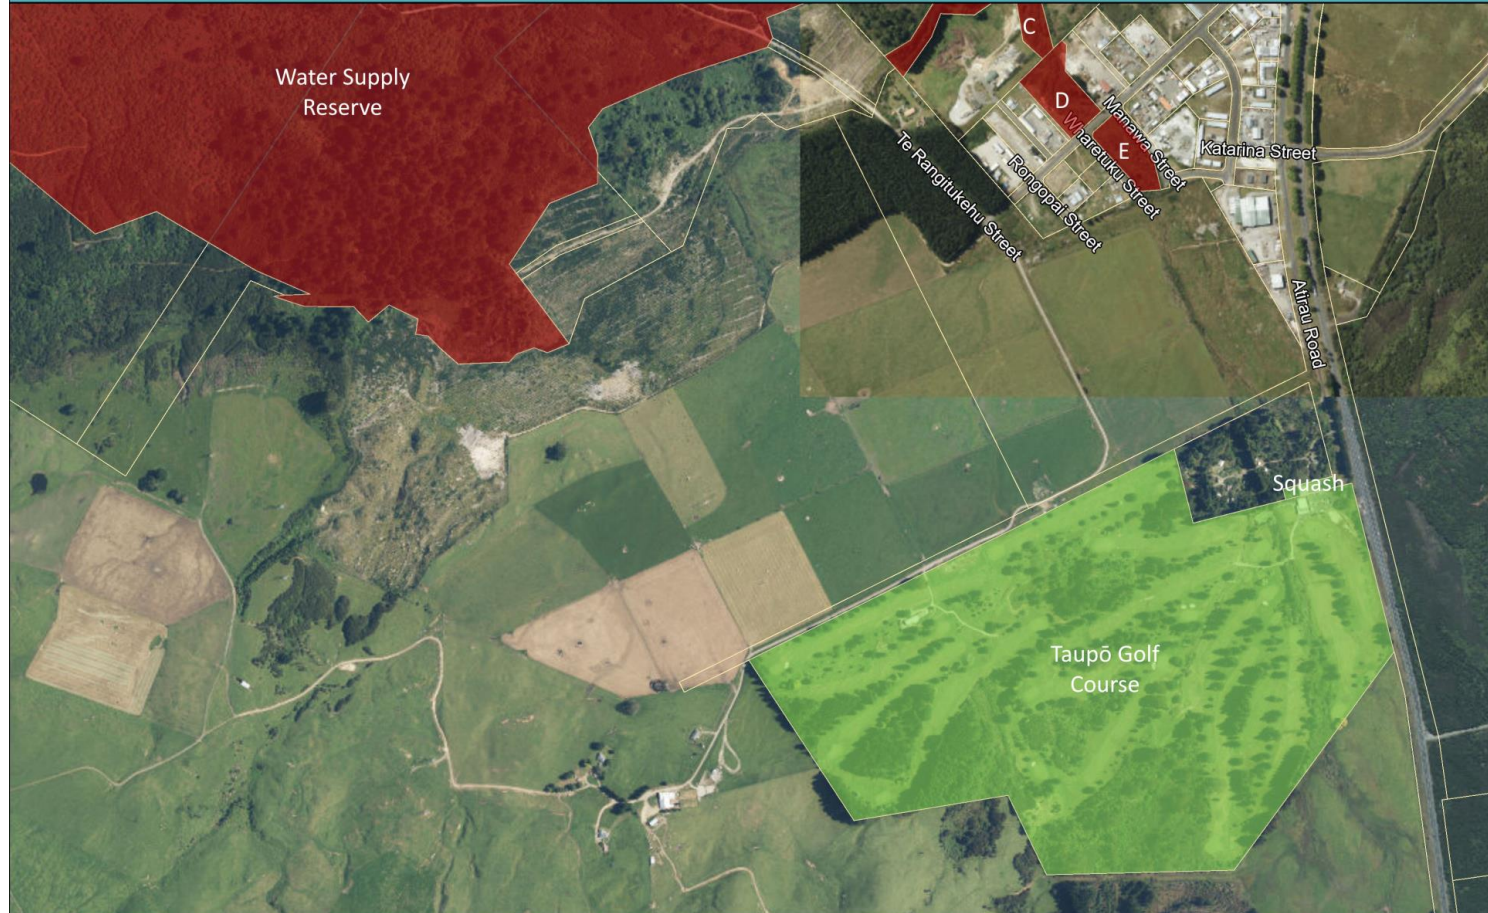 Water Supply
Reserve
C
D
E
Manawa Street
Wharetuku Street
Katarina Street
Rongopai Street
Te Rangitukehu Street
Atirau Road
Squash
Taupō Golf
Course